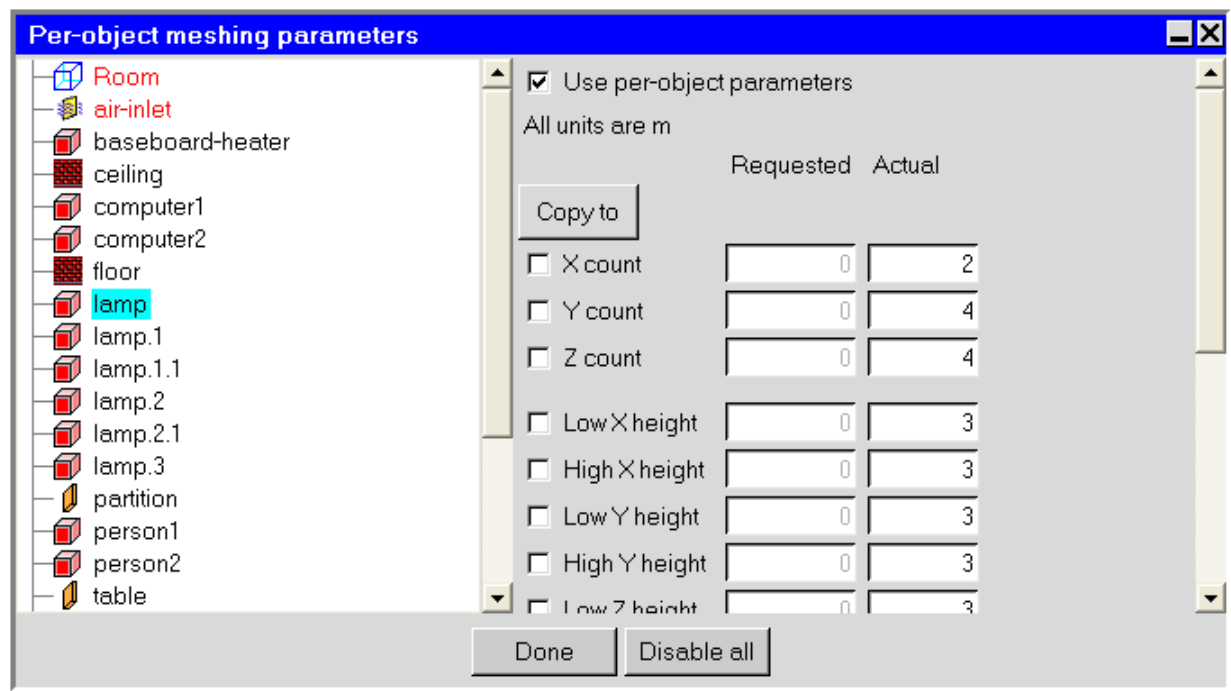 Per-object meshing parameters
Room
air-inlet
baseboard-heater
ceiling
computer1
computer2
floor
lamp
lamp.1
lamp.1.1
lamp.2
lamp.2.1
lamp.3
partition
person1
person2
table
Use per-object parameters
All units are m
Requested Actual
Copy to
X count 0 2
Y count 0 4
Z count 0 4
Low X height 0 3
High X height 0 3
Low Y height 0 3
High Y height 0 3
Low Z height 0 3
Done Disable all